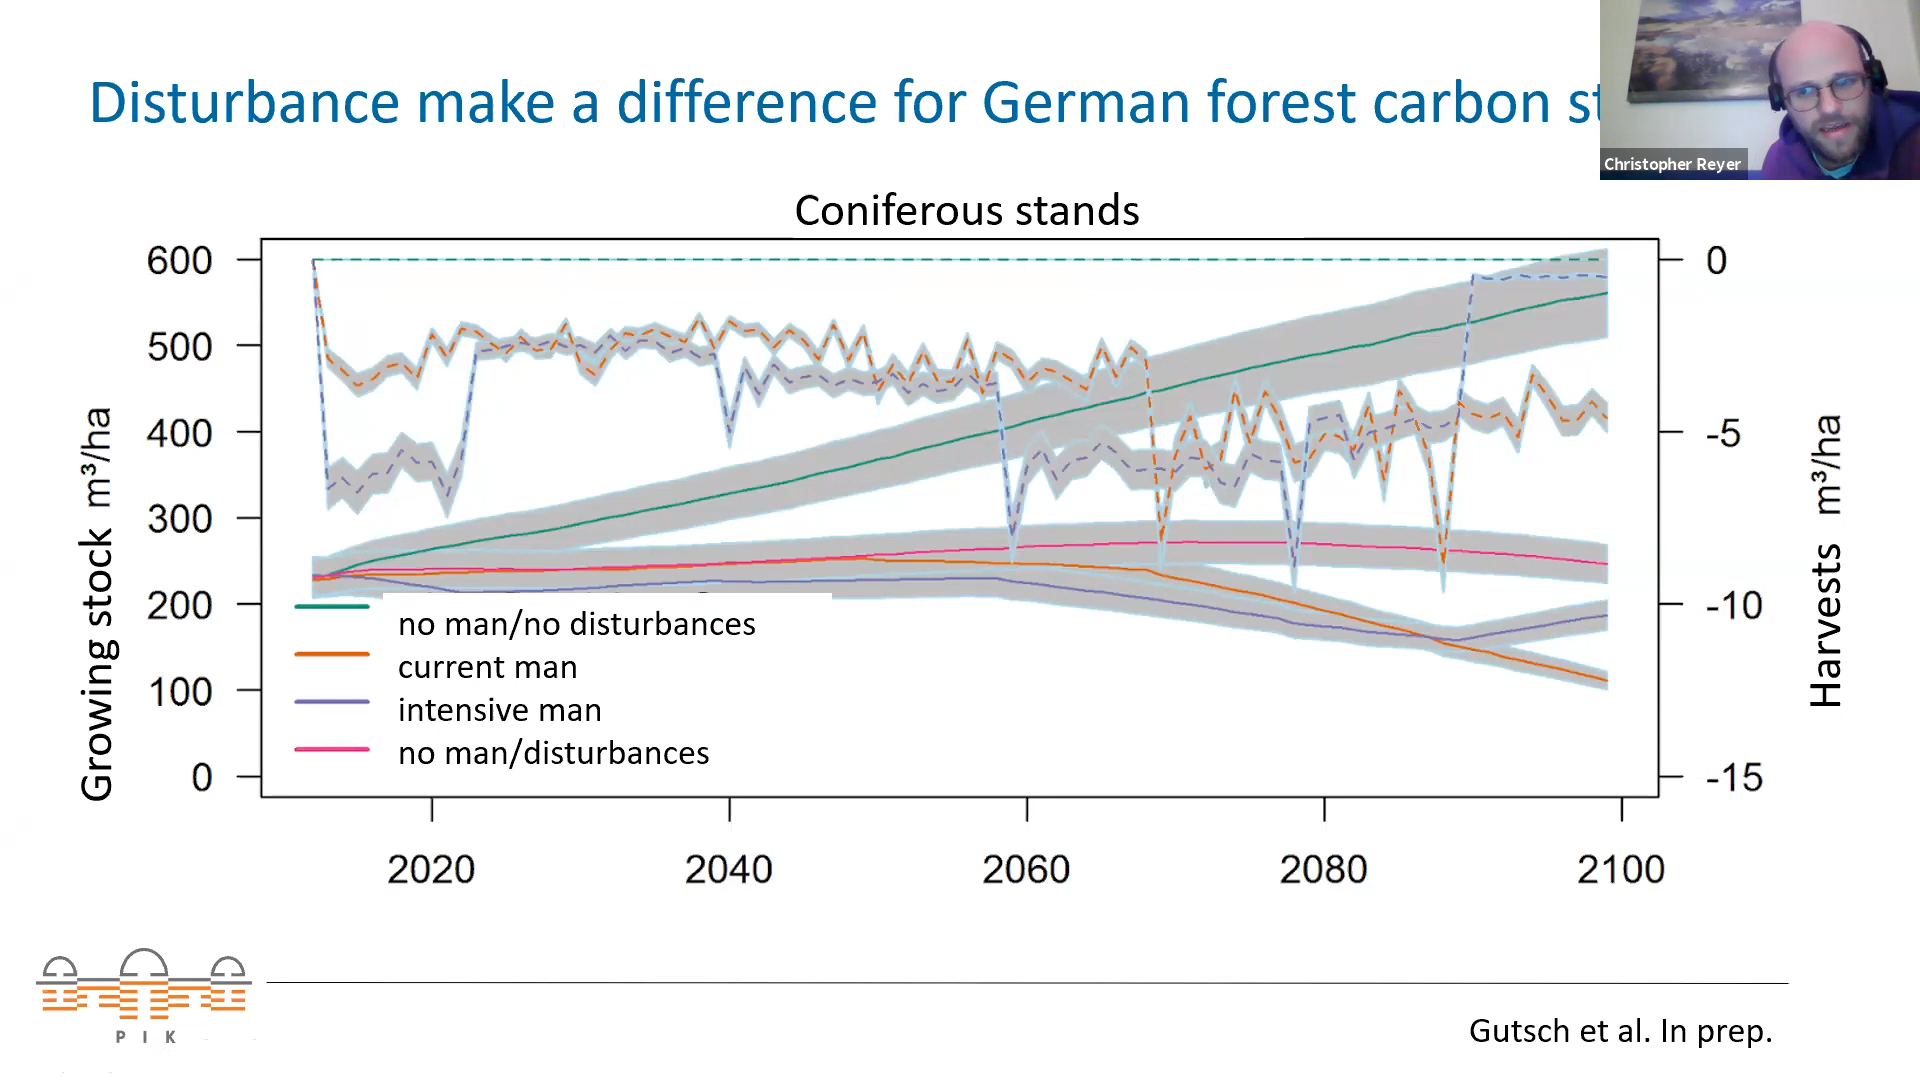 Disturbance make a difference for German forest carbon st
Christopher Reyer
Coniferous stands
Growing stock m³/ha
600
500
400
300
200
100
0
0
-5
-10
-15
Harvests m³/ha
no man/no disturbances
current man
intensive man
no man/disturbances
2020 2040 2060 2080 2100
P I K
Gutsch et al. In prep.